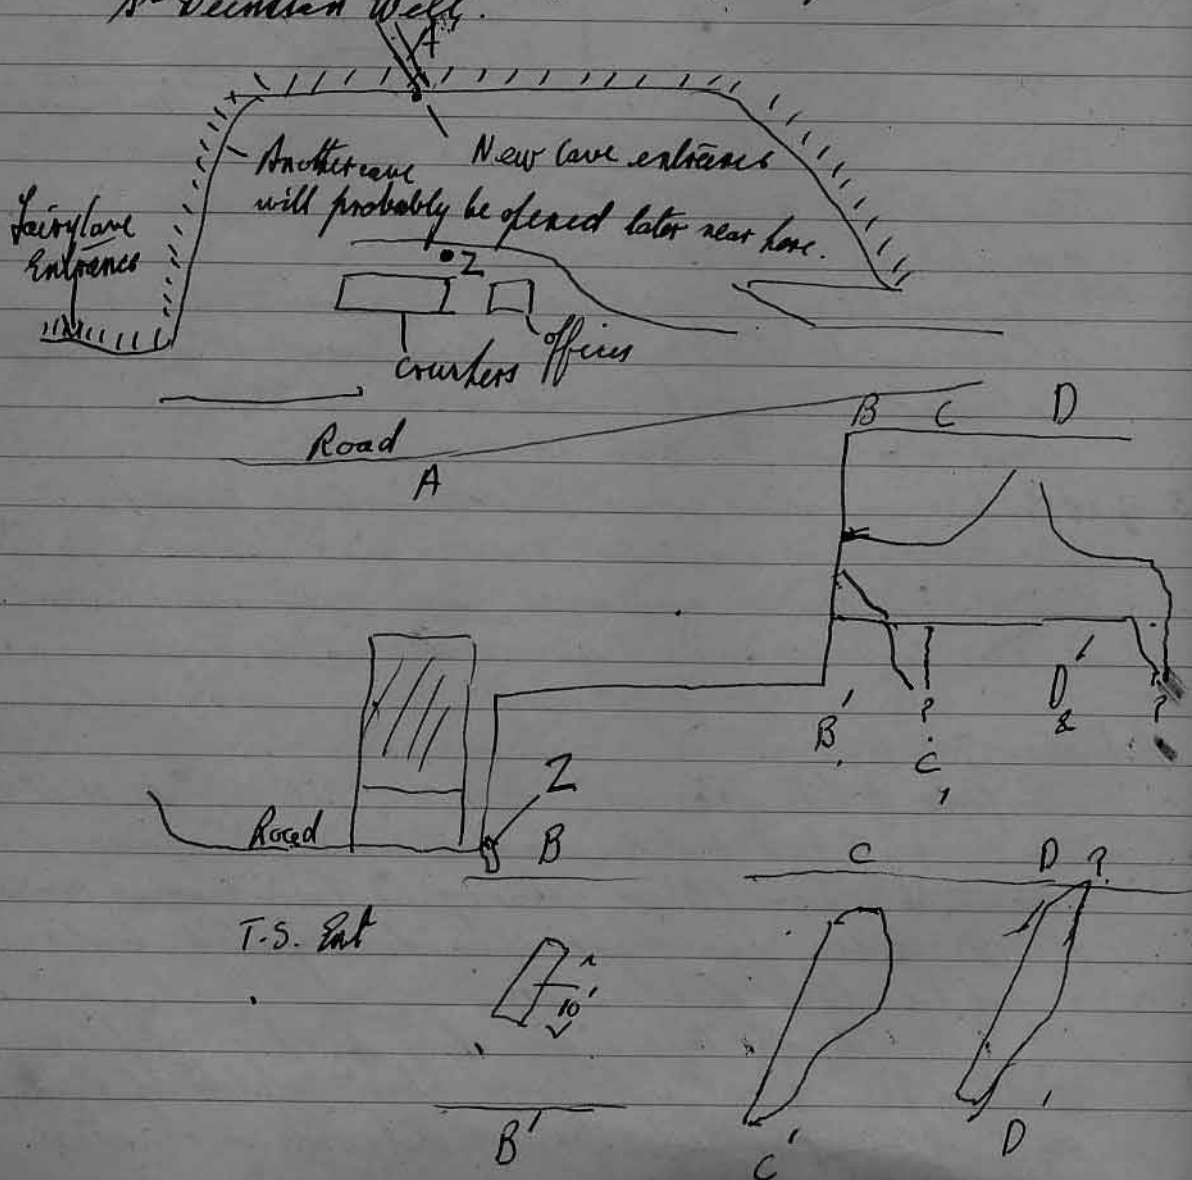 Well.
A'
Another cave New Cave entrance
will probably be opened later near here.
Fairy Cave
Entrance
Z
offices
crushers
Road
A
B C D
B' ? C' D' & ?
Z
Road
B C D ?
T.S. Ent
10'
B' C' D'